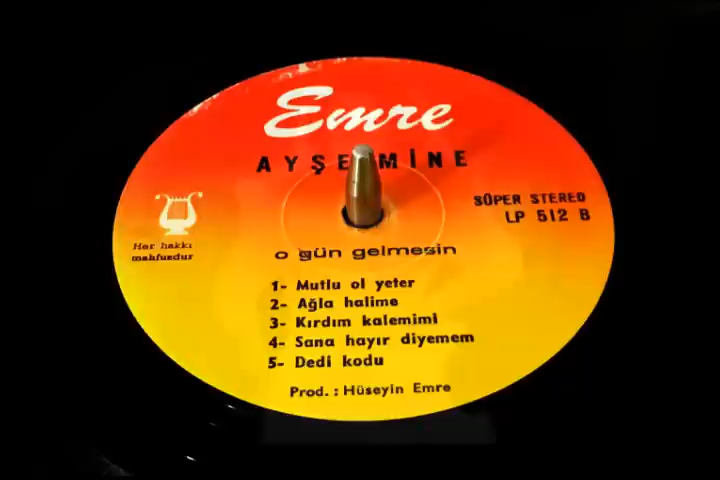 Emre
AYŞE MİNE
SÜPER STEREO
LP 512 B
Her hakkı
mahfuzdur
o gün gelmesin
1- Mutlu ol yeter
2- Ağla halime
3- Kırdım kalemimi
4- Sana hayır diyemem
5- Dedi kodu
Prod. : Hüseyin Emre